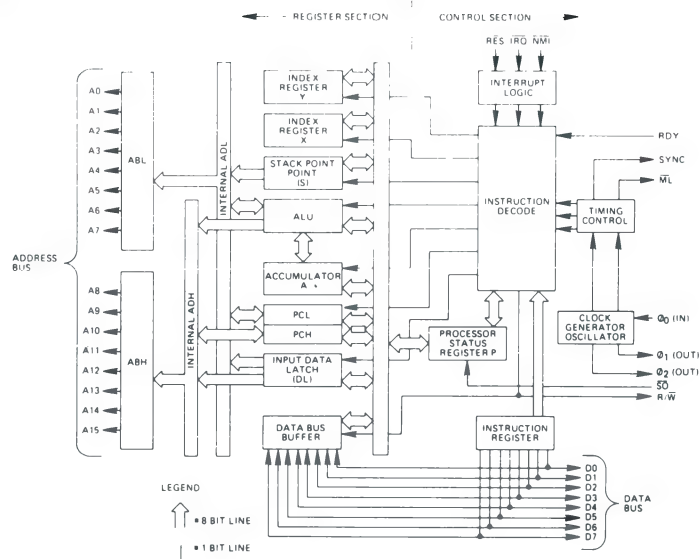 REGISTER SECTION
CONTROL SECTION
RES IRQ NMI
INTERRUPT
LOGIC
INDEX
REGISTER
Y
INDEX
REGISTER
X
STACK POINT
POINT
(S)
ALU
ACCUMULATOR
A
PCL
PCH
INPUT DATA
LATCH
(DL)
DATA BUS
BUFFER
INTERNAL ADL
INTERNAL ADH
ABL
ABH
ADDRESS
BUS
A0
A1
A2
A3
A4
A5
A6
A7
A8
A9
A10
A11
A12
A13
A14
A15
INSTRUCTION
DECODE
TIMING
CONTROL
CLOCK
GENERATOR
OSCILLATOR
PROCESSOR
STATUS
REGISTER P
INSTRUCTION
REGISTER
RDY
SYNC
ML
Ø0 (IN)
Ø1 (OUT)
Ø2 (OUT)
SO
R/W
D0
D1
D2
D3
D4
D5
D6
D7
DATA
BUS
LEGEND
= 8 BIT LINE
= 1 BIT LINE